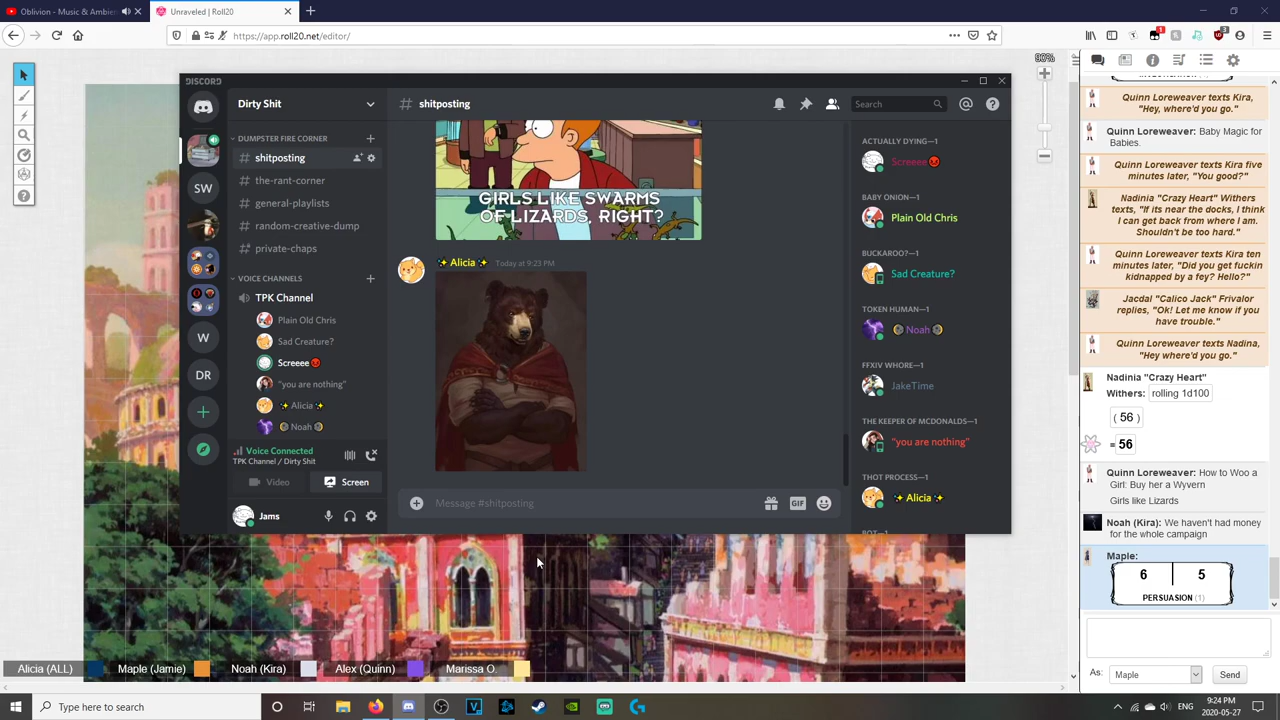 Oblivion - Music & Ambie
Unraveled | Roll20
https://app.roll20.net/editor/
90%
DISCORD
Dirty Shit
# shitposting
Search
DUMPSTER FIRE CORNER
# shitposting
# the-rant-corner
# general-playlists
# random-creative-dump
# private-chaps
VOICE CHANNELS
TPK Channel
Plain Old Chris
Sad Creature?
Screeee
"you are nothing"
Alicia
Noah
SW
W
DR
Voice Connected
TPK Channel / Dirty Shit
Video
Screen
Jams
GIRLS LIKE SWARMS
OF LIZARDS, RIGHT?
Alicia Today at 9:23 PM
Message #shitposting
GIF
ACTUALLY DYING—1
Screeee
BABY ONION—1
Plain Old Chris
BUCKAROO?—1
Sad Creature?
TOKEN HUMAN—1
Noah
FFXIV WHORE—1
JakeTime
THE KEEPER OF MCDONALDS—1
"you are nothing"
THOT PROCESS—1
Alicia
Quinn Loreweaver texts Kira,
"Hey, where'd you go."
Quinn Loreweaver: Baby Magic for
Babies.
Quinn Loreweaver texts Kira five
minutes later, "You good?"
Nadinia "Crazy Heart" Withers
texts, "If its near the docks, I think
I can get back from where I am.
Shouldn't be too hard."
Quinn Loreweaver texts Kira ten
minutes later, "Did you get fuckin
kidnapped by a fey? Hello?"
Jacdal "Calico Jack" Frivalor
replies, "Ok! Let me know if you
have trouble."
Quinn Loreweaver texts Nadina,
"Hey where'd you go."
Nadinia "Crazy Heart"
Withers: rolling 1d100
( 56 )
= 56
Quinn Loreweaver: How to Woo a
Girl: Buy her a Wyvern
Girls like Lizards
Noah (Kira): We haven't had money
for the whole campaign
Maple:
6 5
PERSUASION (1)
As: Maple Send
Alicia (ALL) Maple (Jamie) Noah (Kira) Alex (Quinn) Marissa O.
Type here to search
ENG
9:24 PM
2020-05-27